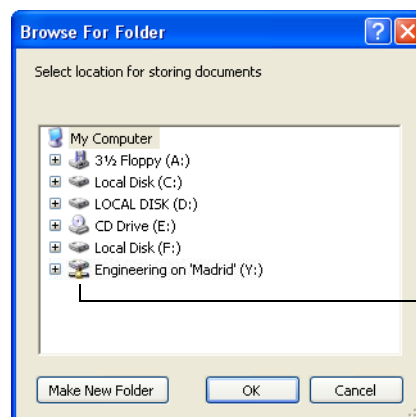 Browse For Folder
Select location for storing documents
My Computer
3½ Floppy (A:)
Local Disk (C:)
LOCAL DISK (D:)
CD Drive (E:)
Local Disk (F:)
Engineering on 'Madrid' (Y:)
Make New Folder OK Cancel